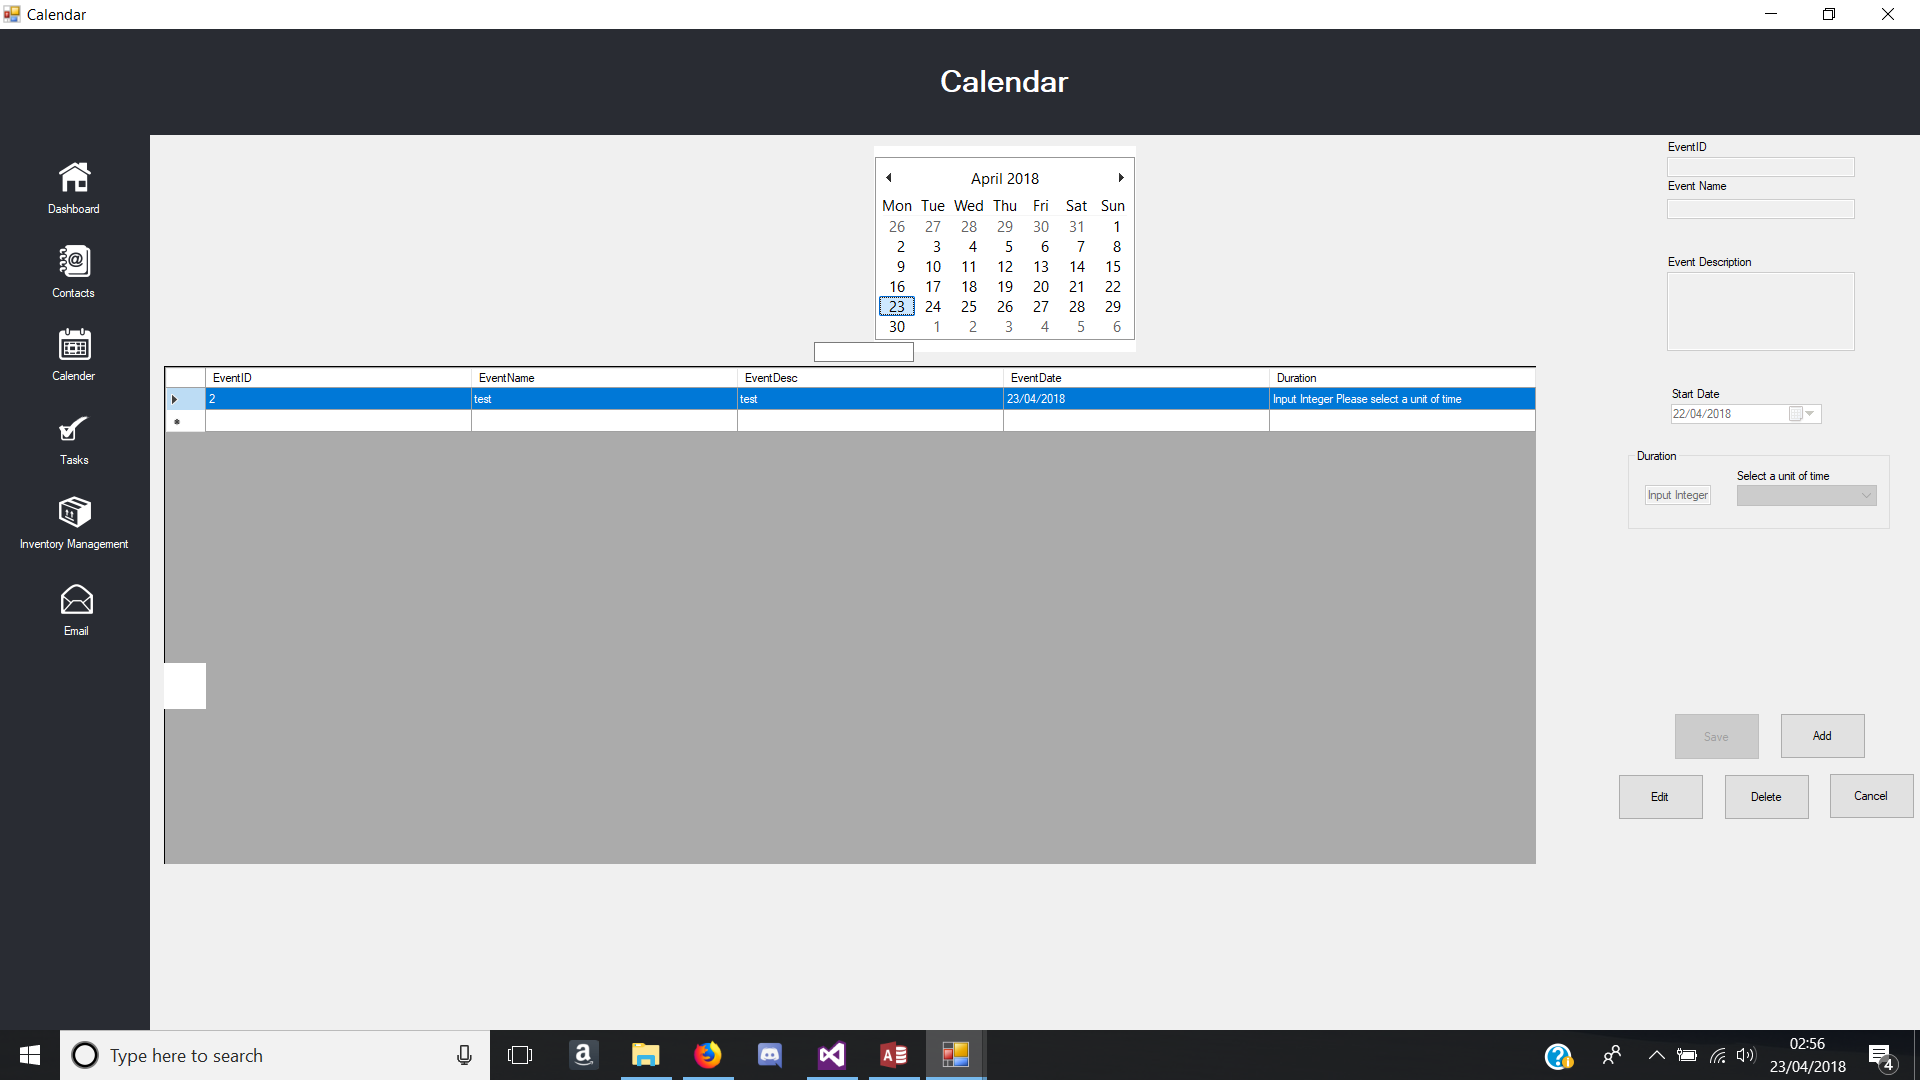 Calendar
Calendar
Dashboard
Contacts
Calender
Tasks
Inventory Management
Email
April 2018
Mon Tue Wed Thu Fri Sat Sun
26 27 28 29 30 31 1
2 3 4 5 6 7 8
9 10 11 12 13 14 15
16 17 18 19 20 21 22
23 24 25 26 27 28 29
30 1 2 3 4 5 6
EventID EventName EventDesc EventDate Duration
2 test test 23/04/2018 Input Integer Please select a unit of time
EventID
Event Name
Event Description
Start Date
22/04/2018
Duration
Select a unit of time
Input Integer
Save Add
Edit Delete Cancel
Type here to search
02:56
23/04/2018
4